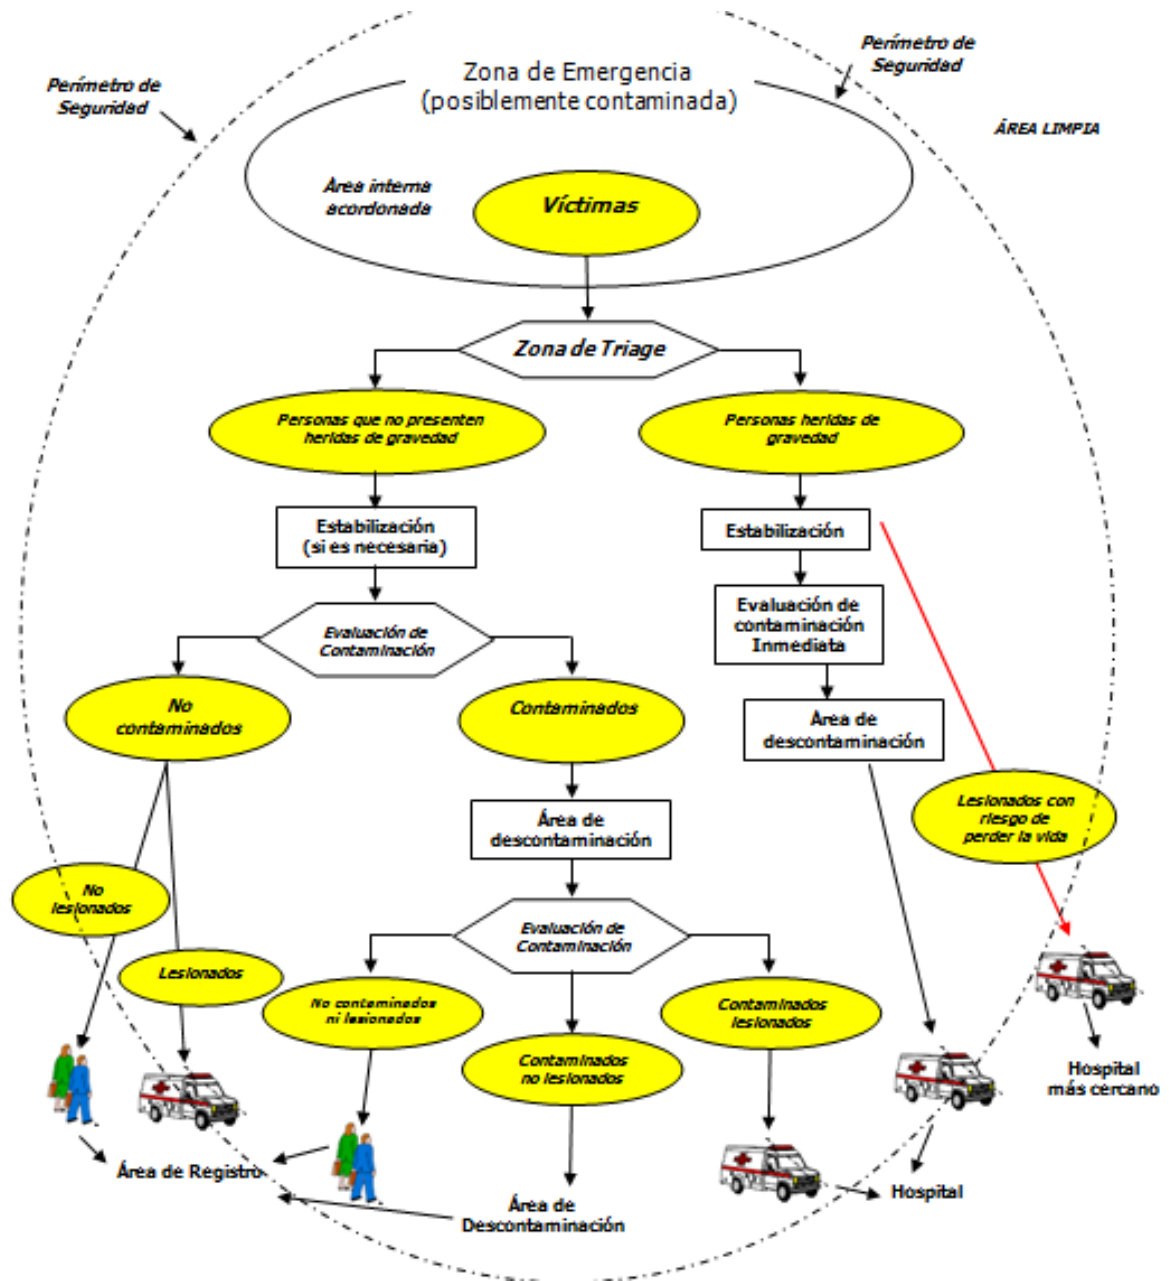 Perímetro de
Seguridad
Zona de Emergencia
(posiblemente contaminada)
Perímetro de
Seguridad
ÁREA LIMPIA
Área interna
acordonada
Víctimas
Zona de Triage
Personas que no presenten
heridas de gravedad
Personas heridas de
gravedad
Estabilización
(si es necesaria)
Estabilización
Evaluación de
Contaminación
Evaluación de
contaminación
Inmediata
No
contaminados
Contaminados
Área de
descontaminación
Área de
descontaminación
Lesionados con
riesgo de
perder la vida
No
lesionados
Lesionados
Evaluación de
Contaminación
No contaminados
ni lesionados
Contaminados
no lesionados
Contaminados
lesionados
Hospital
más cercano
Área de Registro
Área de
Descontaminación
Hospital